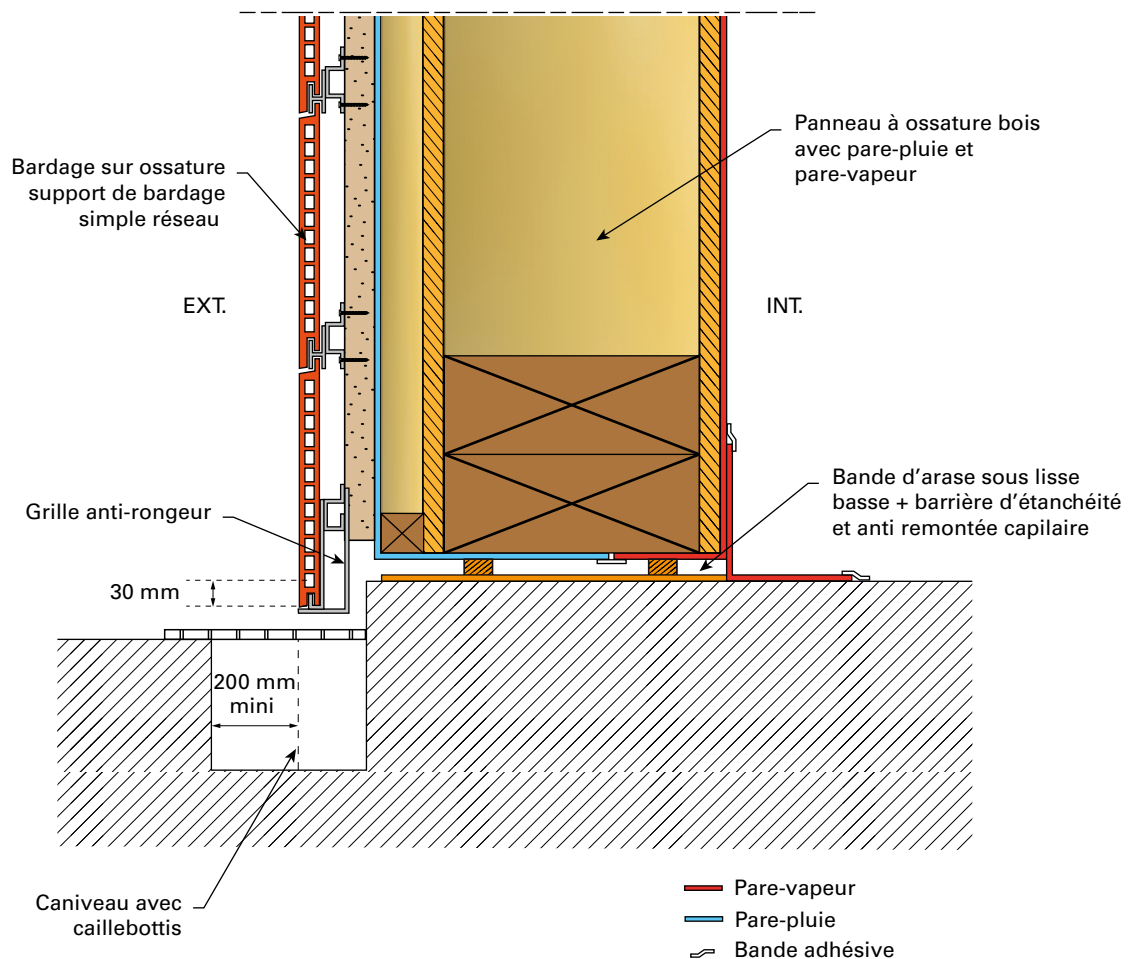 Panneau à ossature bois
avec pare-pluie et
pare-vapeur
Bardage sur ossature
support de bardage
simple réseau
EXT.
INT.
Bande d'arase sous lisse
basse + barrière d'étanchéité
et anti remontée capilaire
Grille anti-rongeur
30 mm
200 mm
mini
Caniveau avec
caillebottis
Pare-vapeur
Pare-pluie
Bande adhésive